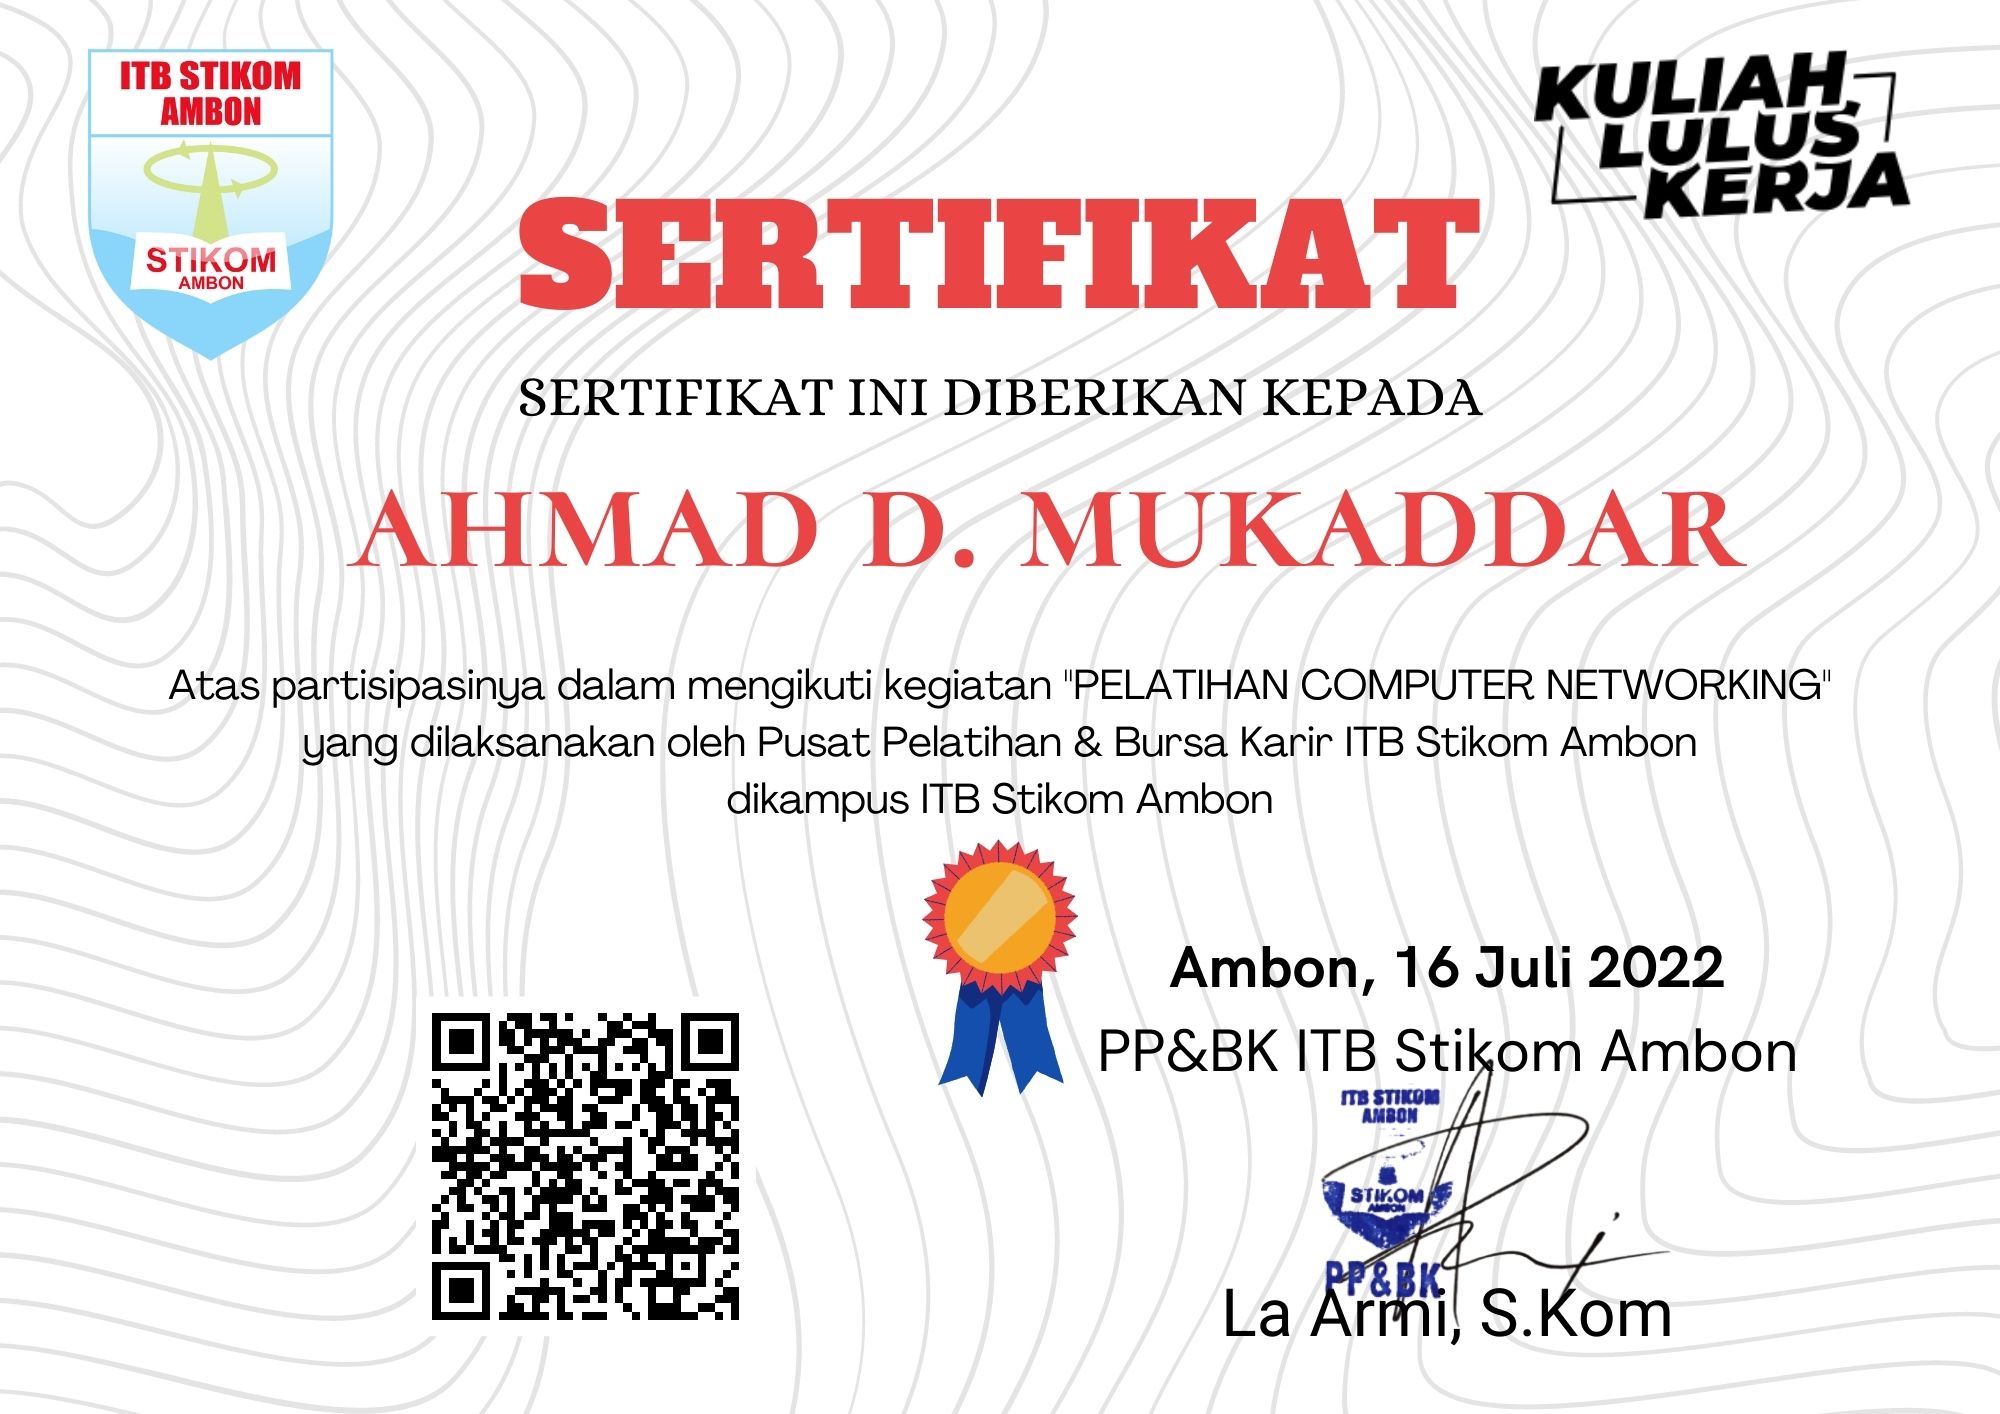 ITB STIKOM
AMBON
STIKOM
AMBON
KULIAH,
LULUS
KERJA
SERTIFIKAT
SERTIFIKAT INI DIBERIKAN KEPADA
AHMAD D. MUKADDAR
Atas partisipasinya dalam mengikuti kegiatan "PELATIHAN COMPUTER NETWORKING"
yang dilaksanakan oleh Pusat Pelatihan & Bursa Karir ITB Stikom Ambon
dikampus ITB Stikom Ambon
Ambon, 16 Juli 2022
PP&BK ITB Stikom Ambon
ITB STIKOM
AMBON
STIKOM
AMBON
PP&BK
La Armi, S.Kom